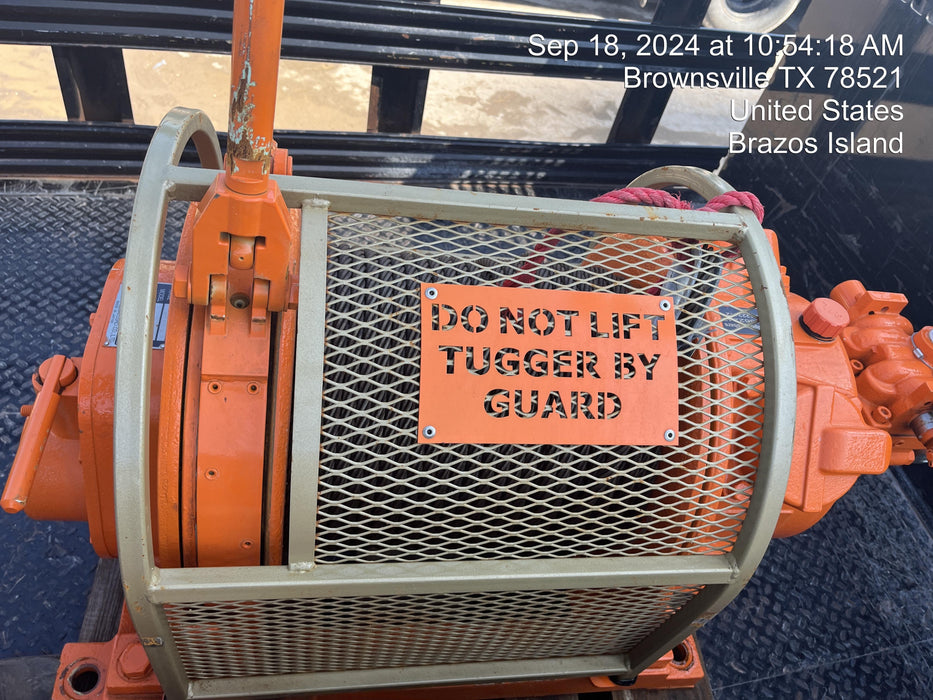 Sep 18, 2024 at 10:54:18 AM
Brownsville TX 78521
United States
Brazos Island
DO NOT LIFT
TUGGER BY
GUARD